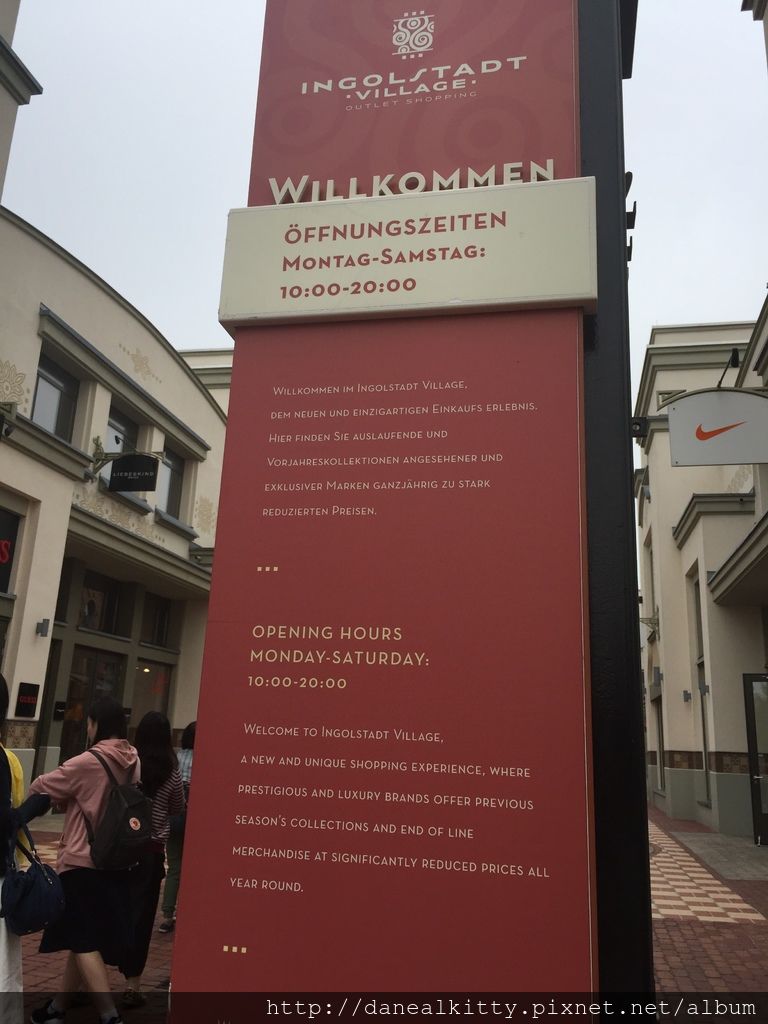 INGOLSTADT
·VILLAGE·
OUTLET SHOPPING
WILLKOMMEN
ÖFFNUNGSZEITEN
MONTAG-SAMSTAG:
10:00-20:00
WILLKOMMEN IM INGOLSTADT VILLAGE,
DEM NEUEN UND EINZIGARTIGEN EINKAUFS ERLEBNIS.
HIER FINDEN SIE AUSLAUFENDE UND
VORJAHRESKOLLEKTIONEN ANGESEHENER UND
EXKLUSIVER MARKEN GANZJÄHRIG ZU STARK
REDUZIERTEN PREISEN.
OPENING HOURS
MONDAY-SATURDAY:
10:00-20:00
WELCOME TO INGOLSTADT VILLAGE,
A NEW AND UNIQUE SHOPPING EXPERIENCE, WHERE
PRESTIGIOUS AND LUXURY BRANDS OFFER PREVIOUS
SEASON'S COLLECTIONS AND END OF LINE
MERCHANDISE AT SIGNIFICANTLY REDUCED PRICES ALL
YEAR ROUND.
LIEBESKIND
http://danealkitty.pixnet.net/album